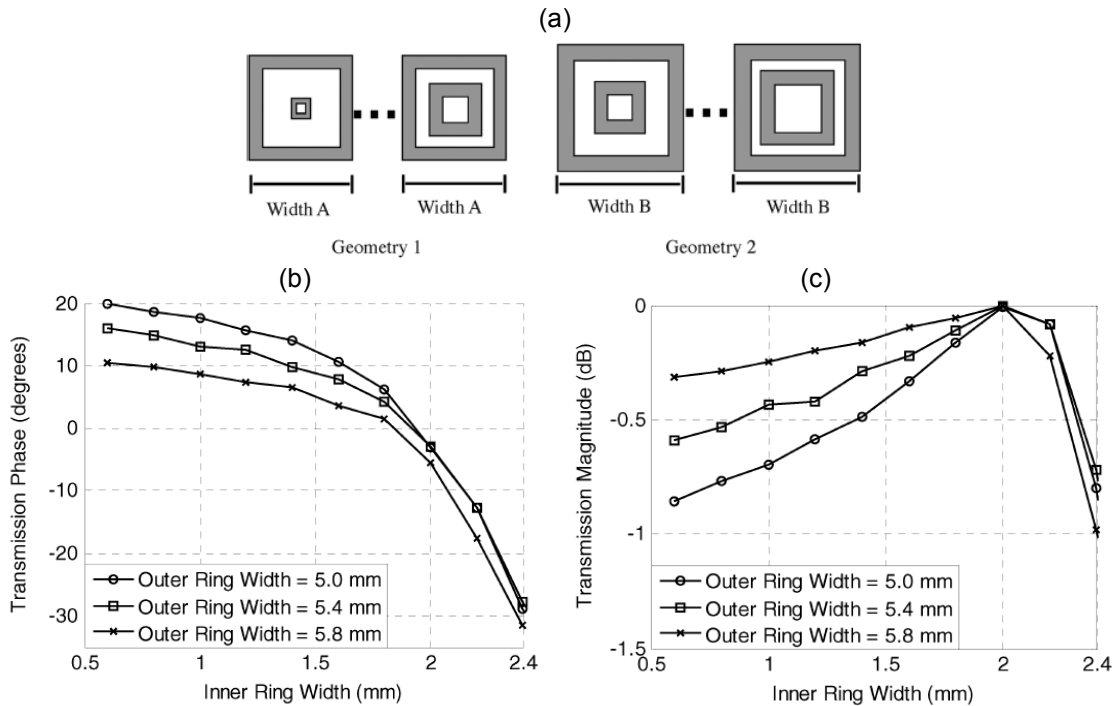 (a)
Width A
Width A
Width B
Width B
Geometry 1
Geometry 2
(b)
Transmission Phase (degrees)
20
10
0
-10
-20
-30
Outer Ring Width = 5.0 mm
Outer Ring Width = 5.4 mm
Outer Ring Width = 5.8 mm
0.5
1
1.5
2
2.4
Inner Ring Width (mm)
(c)
Transmission Magnitude (dB)
0
-0.5
-1
-1.5
Outer Ring Width = 5.0 mm
Outer Ring Width = 5.4 mm
Outer Ring Width = 5.8 mm
0.5
1
1.5
2
2.4
Inner Ring Width (mm)